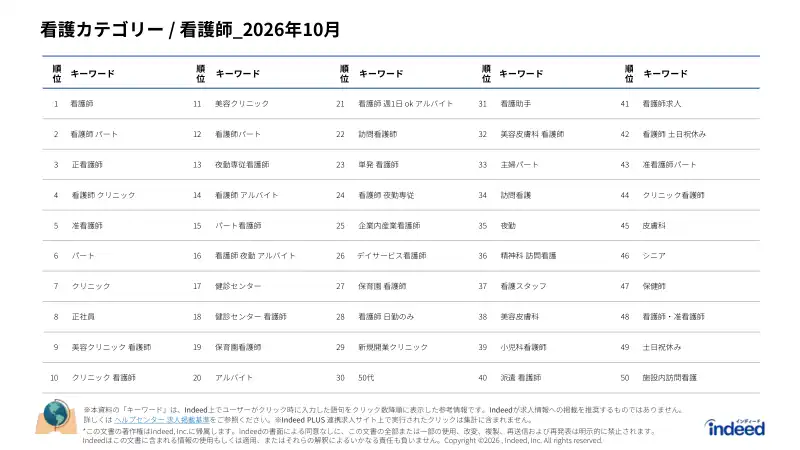 看護カテゴリー / 看護師_2026年10月
順位 キーワード 順位 キーワード 順位 キーワード 順位 キーワード 順位 キーワード
1 看護師 11 美容クリニック 21 看護師 週1日 ok アルバイト 31 看護助手 41 看護師求人
2 看護師 パート 12 看護師パート 22 訪問看護師 32 美容皮膚科 看護師 42 看護師 土日祝休み
3 正看護師 13 夜勤専従看護師 23 単発 看護師 33 主婦パート 43 准看護師パート
4 看護師 クリニック 14 看護師 アルバイト 24 看護師 夜勤専従 34 訪問看護 44 クリニック看護師
5 准看護師 15 パート看護師 25 企業内産業看護師 35 夜勤 45 皮膚科
6 パート 16 看護師 夜勤 アルバイト 26 デイサービス看護師 36 精神科 訪問看護 46 シニア
7 クリニック 17 健診センター 27 保育園 看護師 37 看護スタッフ 47 保健師
8 正社員 18 健診センター 看護師 28 看護師 日勤のみ 38 美容皮膚科 48 看護師・准看護師
9 美容クリニック 看護師 19 保育園看護師 29 新規開業クリニック 39 小児科看護師 49 土日祝休み
10 クリニック 看護師 20 アルバイト 30 50代 40 派遣 看護師 50 施設内訪問看護
※本資料の「キーワード」は、Indeed上でユーザーがクリック時に入力した語句をクリック数降順に表示した参考情報です。Indeedが求人情報への掲載を推奨するものではありません。
詳しくは ヘルプセンター 求人掲載基準をご参照ください。※Indeed PLUS 連携求人サイト上で実行されたクリックは集計に含まれません。
*この文書の著作権はIndeed, Inc.に帰属します。Indeedの書面による同意なしに、この文書の全部または一部の使用、改変、複製、再送信および再発表は明示的に禁止されます。
Indeedはこの文書に含まれる情報の使用もしくは適用、またはそれらの解釈によるいかなる責任も負いません。Copyright ©2026 , Indeed, Inc. All rights reserved.
インディード
indeed